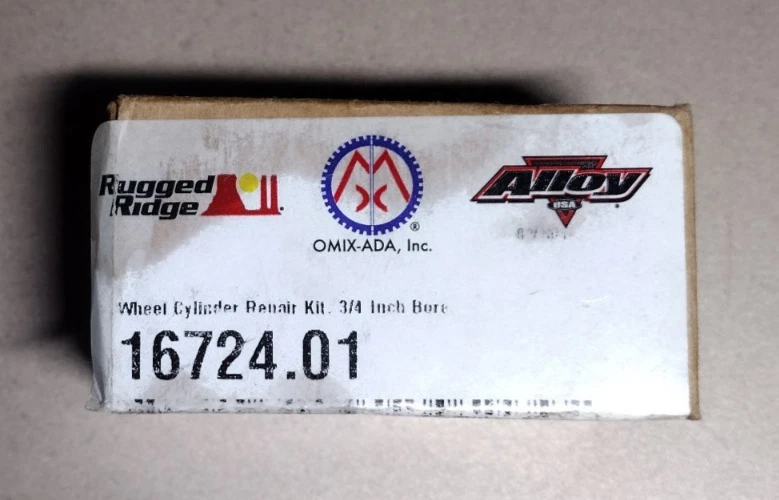 Rugged
Ridge
OMIX-ADA, Inc.
®
Alloy
USA
Wheel Cylinder Repair Kit. 3/4 Inch Bore
16724.01